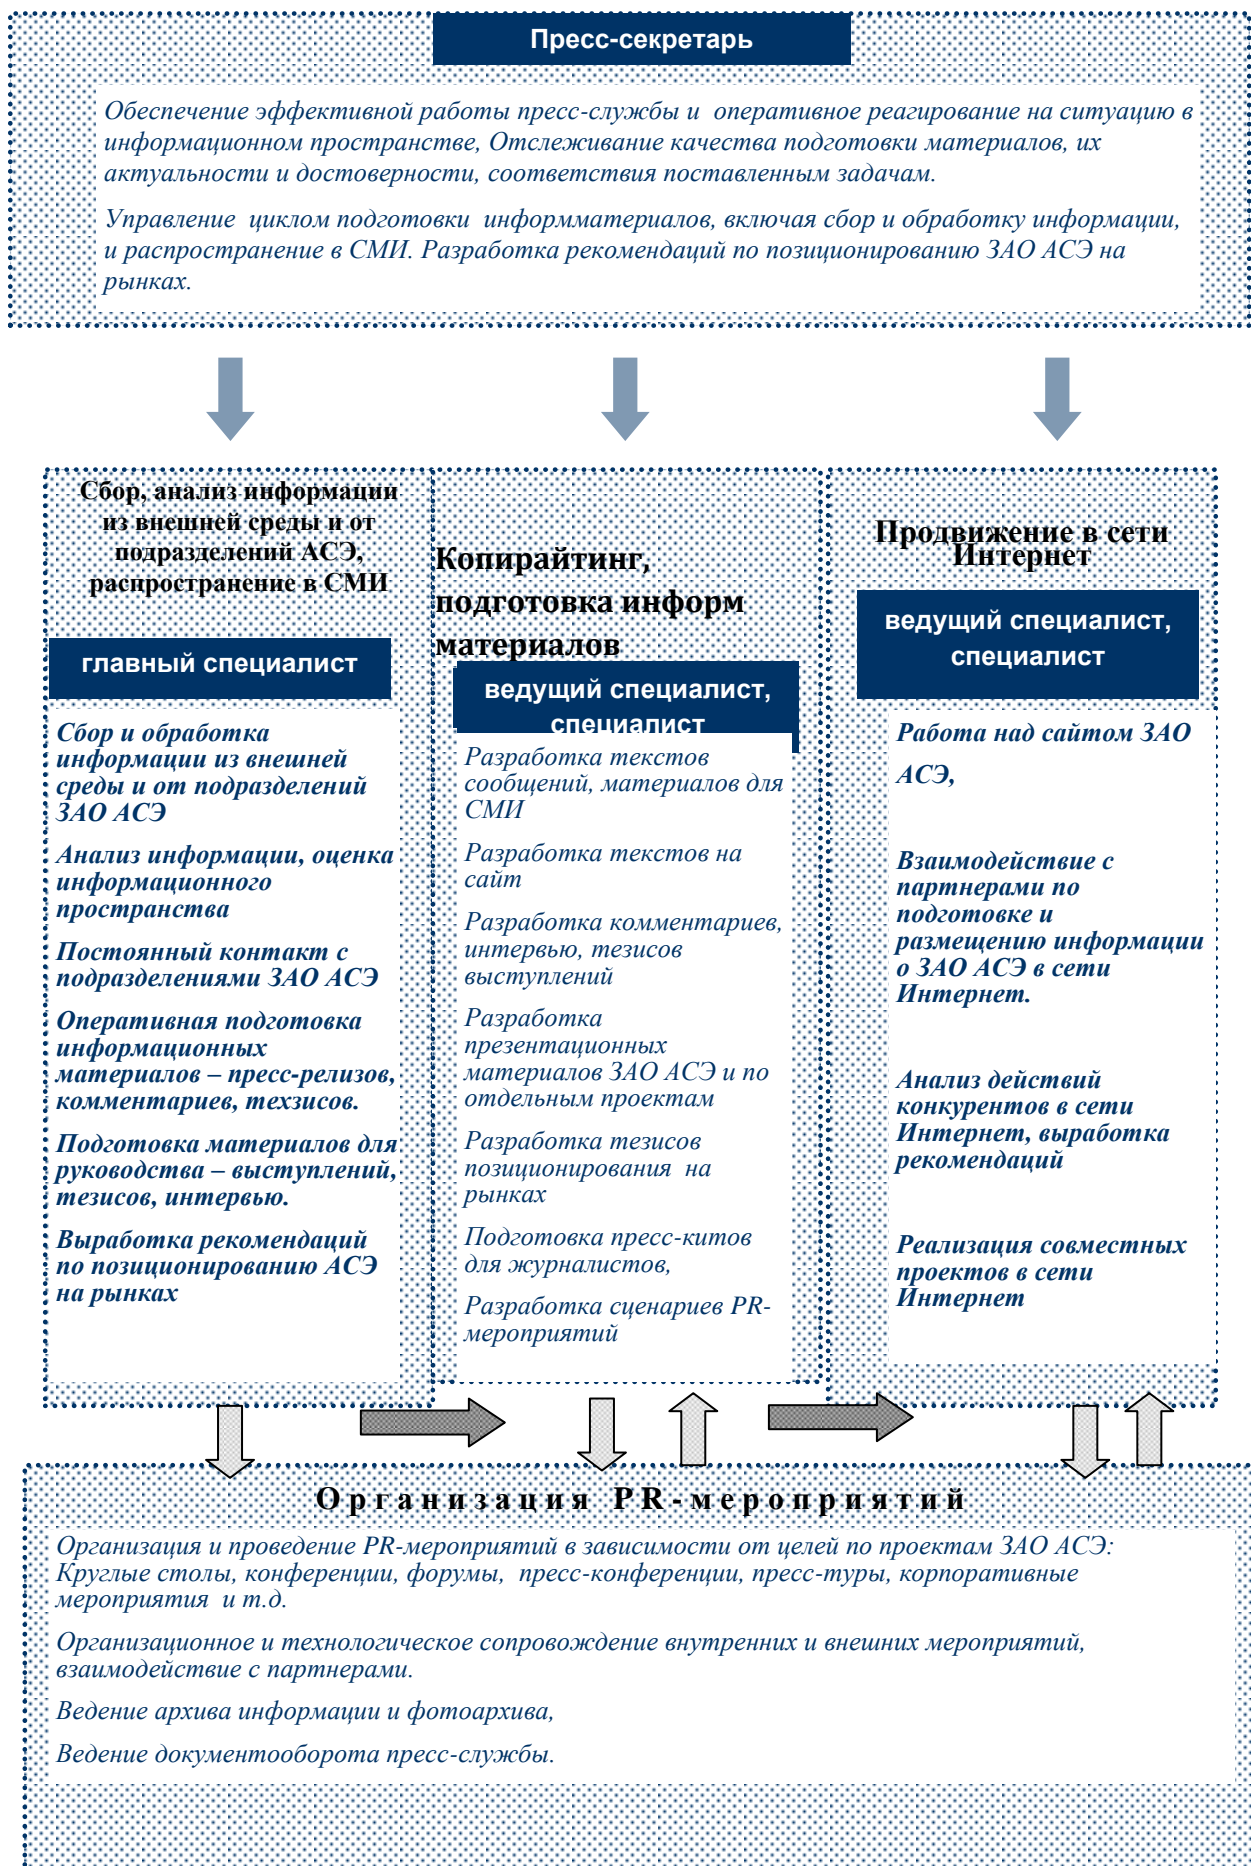 Пресс-секретарь
Обеспечение эффективной работы пресс-службы и оперативное реагирование на ситуацию в
информационном пространстве, Отслеживание качества подготовки материалов, их
актуальности и достоверности, соответствия поставленным задачам.
Управление циклом подготовки информматериалов, включая сбор и обработку информации,
и распространение в СМИ. Разработка рекомендаций по позиционированию ЗАО АСЭ на
рынках.
Сбор, анализ информации
из внешней среды и от
подразделений АСЭ,
распространение в СМИ
главный специалист
Сбор и обработка
информации из внешней
среды и от подразделений
ЗАО АСЭ
Анализ информации, оценка
информационного
пространства
Постоянный контакт с
подразделениями ЗАО АСЭ
Оперативная подготовка
информационных
материалов – пресс-релизов,
комментариев, техзисов.
Подготовка материалов для
руководства – выступлений,
тезисов, интервью.
Выработка рекомендаций
по позиционированию АСЭ
на рынках
Копирайтинг,
подготовка информ
материалов
ведущий специалист,
специалист
Разработка текстов
сообщений, материалов для
СМИ
Разработка текстов на
сайт
Разработка комментариев,
интервью, тезисов
выступлений
Разработка
презентационных
материалов ЗАО АСЭ и по
отдельным проектам
Разработка тезисов
позиционирования на
рынках
Подготовка пресс-китов
для журналистов,
Разработка сценариев PR-
мероприятий
Продвижение в сети
Интернет
ведущий специалист,
специалист
Работа над сайтом ЗАО
АСЭ,
Взаимодействие с
партнерами по
подготовке и
размещению информации
о ЗАО АСЭ в сети
Интернет.
Анализ действий
конкурентов в сети
Интернет, выработка
рекомендаций
Реализация совместных
проектов в сети
Интернет
Организация PR-мероприятий
Организация и проведение PR-мероприятий в зависимости от целей по проектам ЗАО АСЭ:
Круглые столы, конференции, форумы, пресс-конференции, пресс-туры, корпоративные
мероприятия и т.д.
Организационное и технологическое сопровождение внутренних и внешних мероприятий,
взаимодействие с партнерами.
Ведение архива информации и фотоархива,
Ведение документооборота пресс-службы.